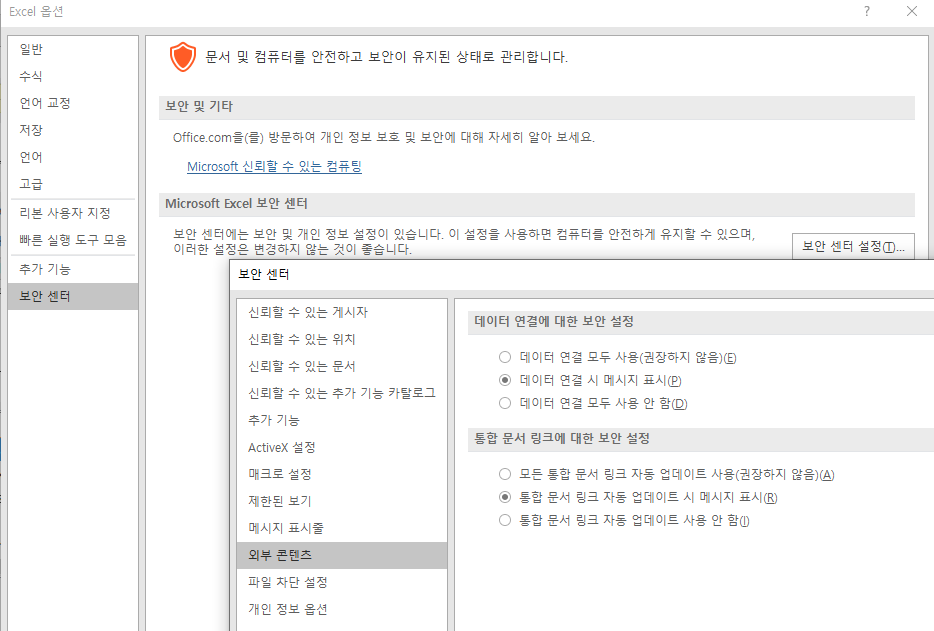 Excel 옵션
?
일반
수식
언어 교정
저장
언어
고급
리본 사용자 지정
빠른 실행 도구 모음
추가 기능
보안 센터
문서 및 컴퓨터를 안전하고 보안이 유지된 상태로 관리합니다.
보안 및 기타
Office.com을(를) 방문하여 개인 정보 보호 및 보안에 대해 자세히 알아 보세요.
Microsoft 신뢰할 수 있는 컴퓨팅
Microsoft Excel 보안 센터
보안 센터에는 보안 및 개인 정보 설정이 있습니다. 이 설정을 사용하면 컴퓨터를 안전하게 유지할 수 있으며,
이러한 설정은 변경하지 않는 것이 좋습니다.
보안 센터 설정(T)...
보안 센터
신뢰할 수 있는 게시자
신뢰할 수 있는 위치
신뢰할 수 있는 문서
신뢰할 수 있는 추가 기능 카탈로그
추가 기능
ActiveX 설정
매크로 설정
제한된 보기
메시지 표시줄
외부 콘텐츠
파일 차단 설정
개인 정보 옵션
데이터 연결에 대한 보안 설정
데이터 연결 모두 사용(권장하지 않음)(E)
데이터 연결 시 메시지 표시(P)
데이터 연결 모두 사용 안 함(D)
통합 문서 링크에 대한 보안 설정
모든 통합 문서 링크 자동 업데이트 사용(권장하지 않음)(A)
통합 문서 링크 자동 업데이트 시 메시지 표시(R)
통합 문서 링크 자동 업데이트 사용 안 함(I)